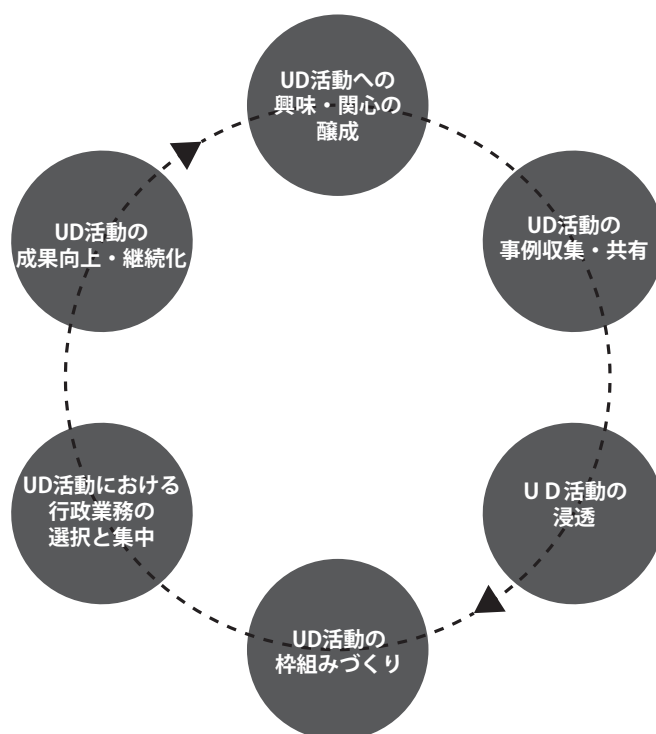 UD活動への
興味・関心の
醸成
UD活動の
事例収集・共有
ＵＤ活動の
浸透
UD活動の
枠組みづくり
UD活動における
行政業務の
選択と集中
UD活動の
成果向上・継続化